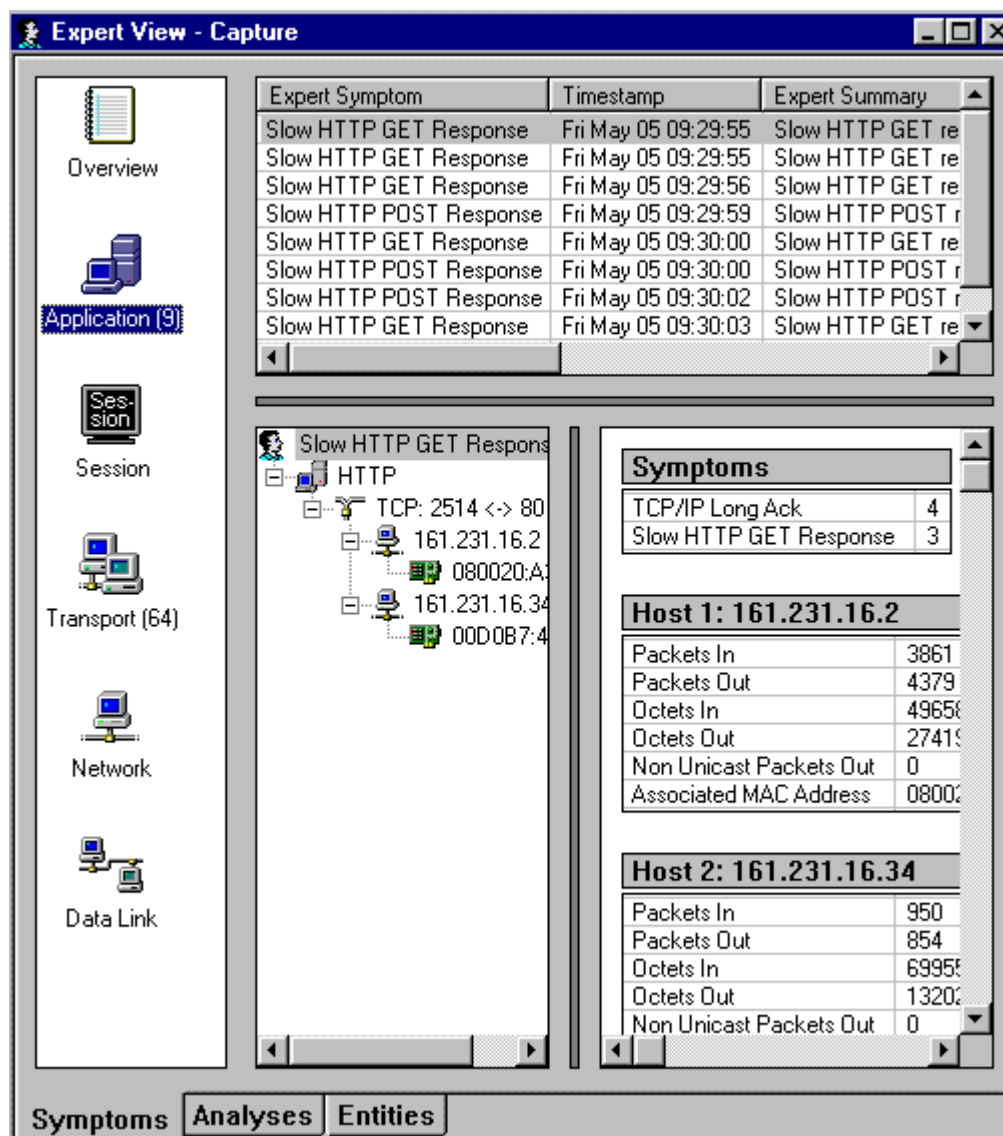 Expert View - Capture
Overview
Application (9)
Session
Session
Transport (64)
Network
Data Link
Expert Symptom Timestamp Expert Summary
Slow HTTP GET Response Fri May 05 09:29:55 Slow HTTP GET re
Slow HTTP GET Response Fri May 05 09:29:55 Slow HTTP GET re
Slow HTTP GET Response Fri May 05 09:29:56 Slow HTTP GET re
Slow HTTP POST Response Fri May 05 09:29:59 Slow HTTP POST r
Slow HTTP GET Response Fri May 05 09:30:00 Slow HTTP GET re
Slow HTTP POST Response Fri May 05 09:30:00 Slow HTTP POST r
Slow HTTP POST Response Fri May 05 09:30:02 Slow HTTP POST r
Slow HTTP GET Response Fri May 05 09:30:03 Slow HTTP GET re
Slow HTTP GET Respons
HTTP
TCP: 2514 <-> 80
161.231.16.2
080020:A
161.231.16.34
00D0B7:4
Symptoms
TCP/IP Long Ack 4
Slow HTTP GET Response 3
Host 1: 161.231.16.2
Packets In 3861
Packets Out 4379
Octets In 49658
Octets Out 27419
Non Unicast Packets Out 0
Associated MAC Address 08002
Host 2: 161.231.16.34
Packets In 950
Packets Out 854
Octets In 69955
Octets Out 13202
Non Unicast Packets Out 0
Symptoms Analyses Entities